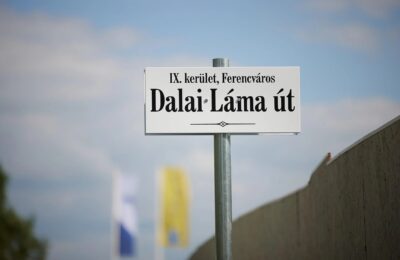 IX. kerület, Ferencváros
Dalai Láma út